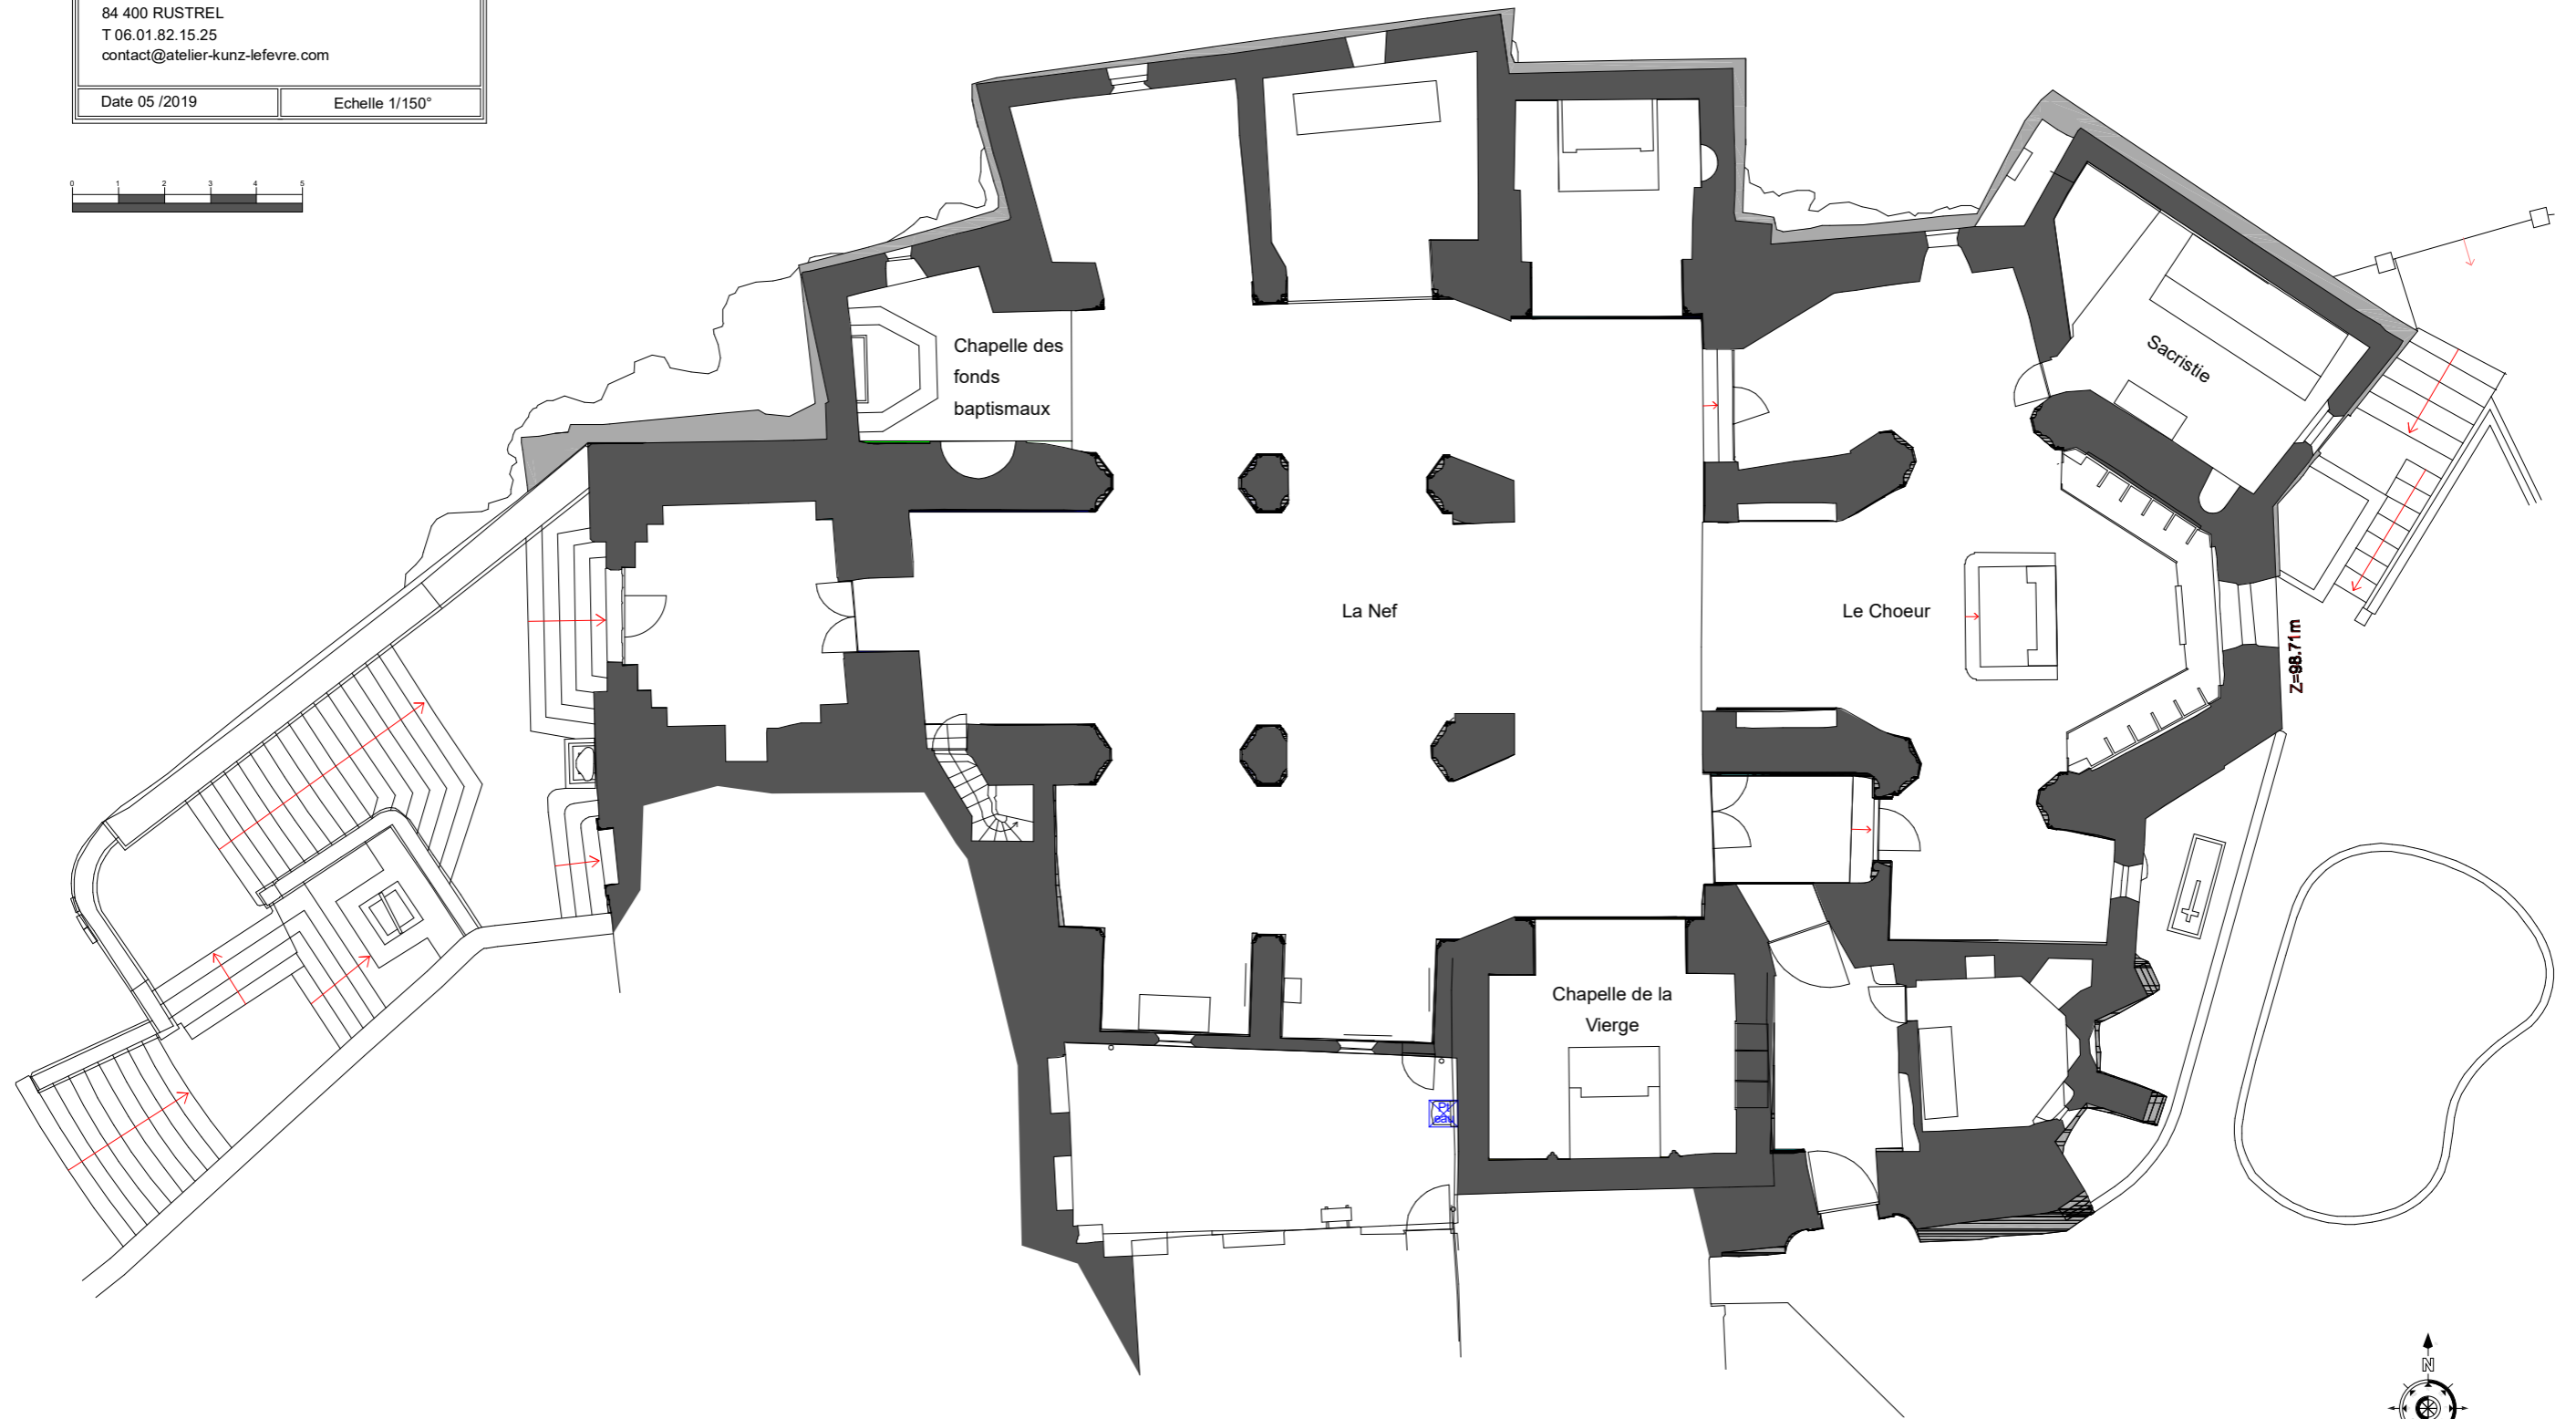 84 400 RUSTREL
T 06.01.82.15.25
contact@atelier-kunz-lefevre.com
Date 05 /2019
Echelle 1/150°
0 1 2 3 4 5
Chapelle des
fonds
baptismaux
Sacristie
La Nef
Le Choeur
Z=98.71m
Chapelle de la
Vierge
Pt
eau
N